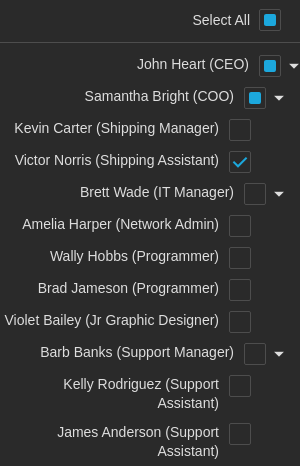 Select All
John Heart (CEO)
Samantha Bright (COO)
Kevin Carter (Shipping Manager)
Victor Norris (Shipping Assistant)
Brett Wade (IT Manager)
Amelia Harper (Network Admin)
Wally Hobbs (Programmer)
Brad Jameson (Programmer)
Violet Bailey (Jr Graphic Designer)
Barb Banks (Support Manager)
Kelly Rodriguez (Support
Assistant)
James Anderson (Support
Assistant)